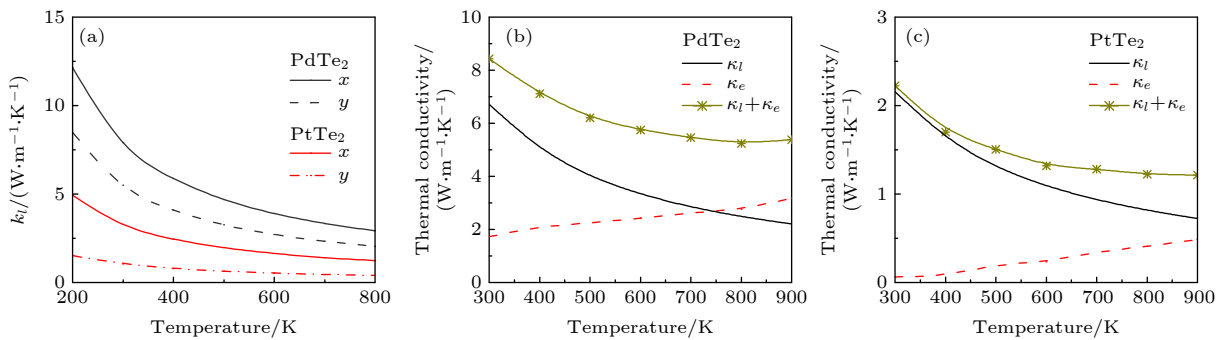 (a)
PdTe₂
x
y
PtTe₂
x
y
15
10
5
0
200
400
600
800
k_l/(W·m⁻¹·K⁻¹)
Temperature/K
(b)
PdTe₂
κ_l
κ_e
κ_l+κ_e
10
8
6
4
2
0
300
400
500
600
700
800
900
Thermal conductivity/
(W·m⁻¹·K⁻¹)
Temperature/K
(c)
PtTe₂
κ_l
κ_e
κ_l+κ_e
3
2
1
0
300
400
500
600
700
800
900
Thermal conductivity/
(W·m⁻¹·K⁻¹)
Temperature/K